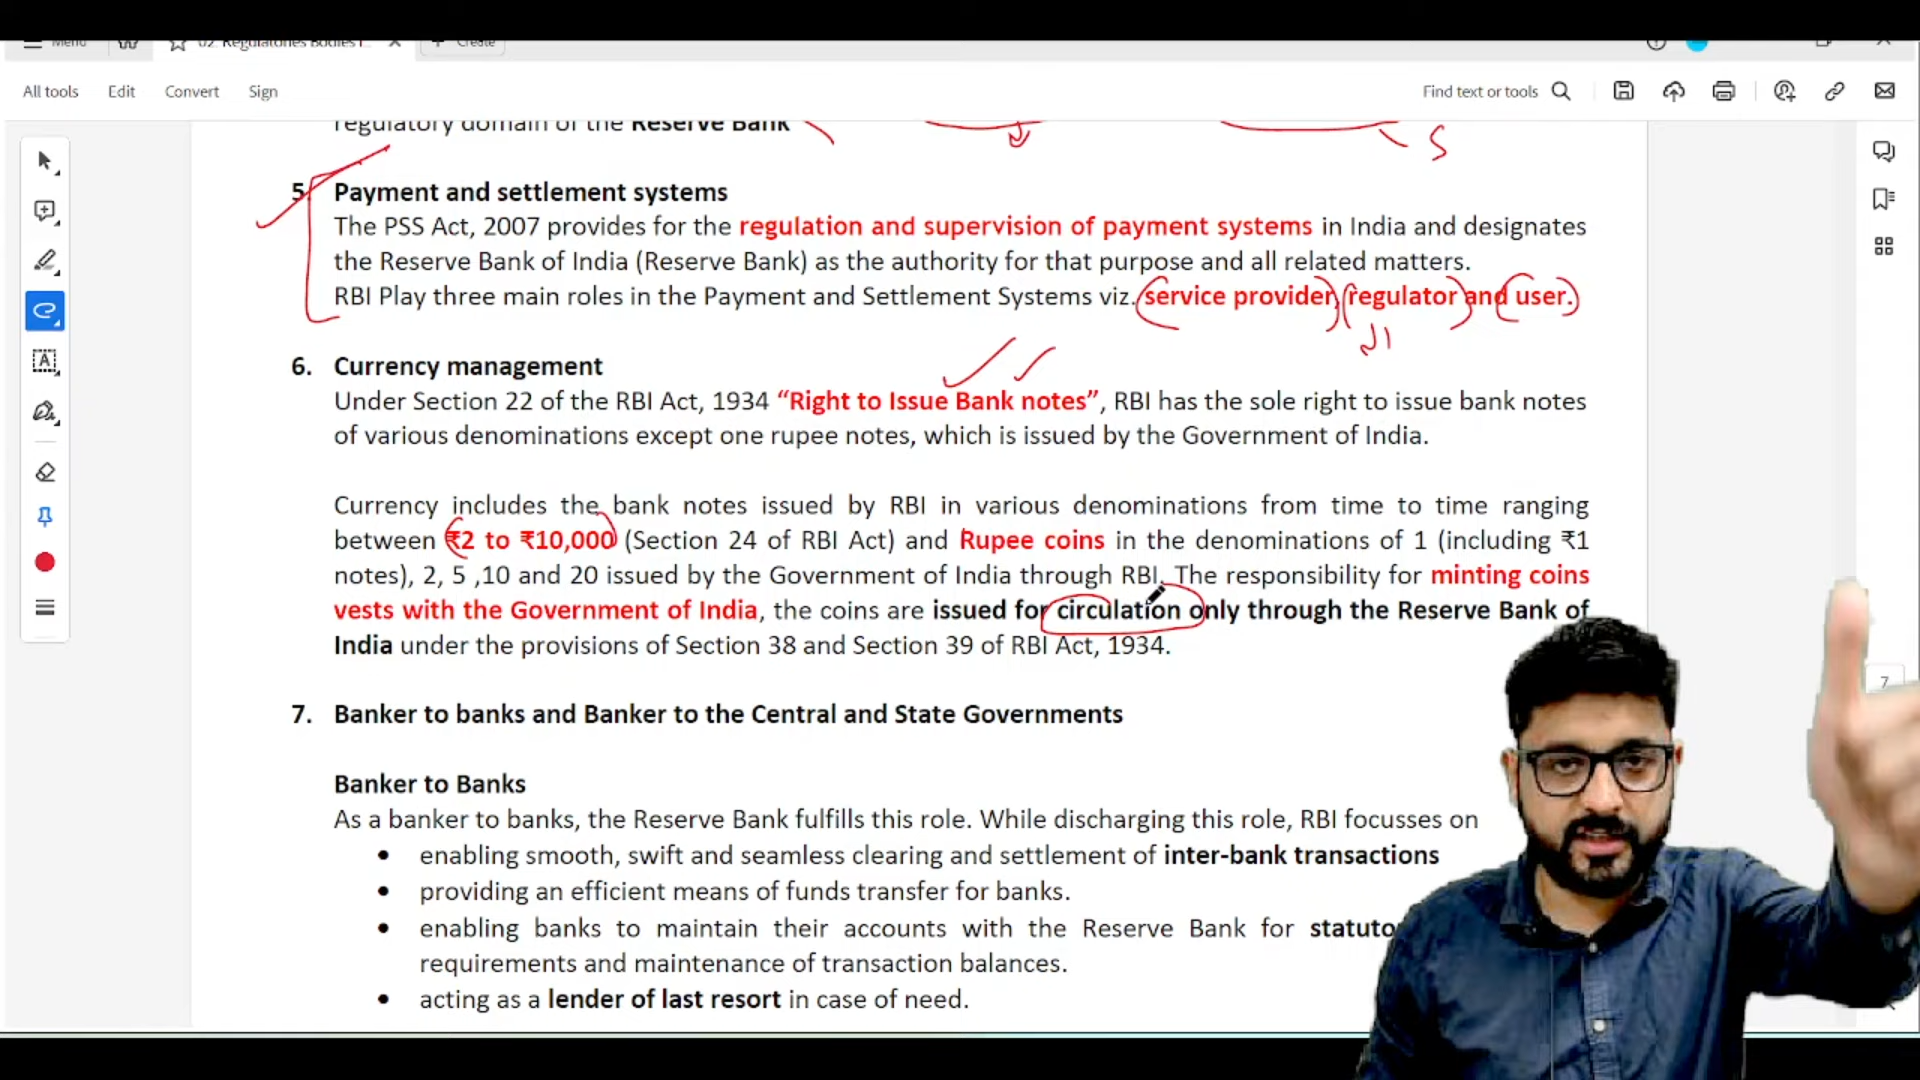 Menu
02. Regulatories Bodies I...
Create
All tools Edit Convert Sign
Find text or tools
regulatory domain of the Reserve Bank
S
5. Payment and settlement systems
The PSS Act, 2007 provides for the regulation and supervision of payment systems in India and designates
the Reserve Bank of India (Reserve Bank) as the authority for that purpose and all related matters.
RBI Play three main roles in the Payment and Settlement Systems viz. service provider, regulator and user.
6. Currency management
Under Section 22 of the RBI Act, 1934 “Right to Issue Bank notes”, RBI has the sole right to issue bank notes
of various denominations except one rupee notes, which is issued by the Government of India.
Currency includes the bank notes issued by RBI in various denominations from time to time ranging
between ₹2 to ₹10,000 (Section 24 of RBI Act) and Rupee coins in the denominations of 1 (including ₹1
notes), 2, 5 ,10 and 20 issued by the Government of India through RBI. The responsibility for minting coins
vests with the Government of India, the coins are issued for circulation only through the Reserve Bank of
India under the provisions of Section 38 and Section 39 of RBI Act, 1934.
7
7. Banker to banks and Banker to the Central and State Governments
Banker to Banks
As a banker to banks, the Reserve Bank fulfills this role. While discharging this role, RBI focusses on
• enabling smooth, swift and seamless clearing and settlement of inter-bank transactions
• providing an efficient means of funds transfer for banks.
• enabling banks to maintain their accounts with the Reserve Bank for statuto
requirements and maintenance of transaction balances.
• acting as a lender of last resort in case of need.